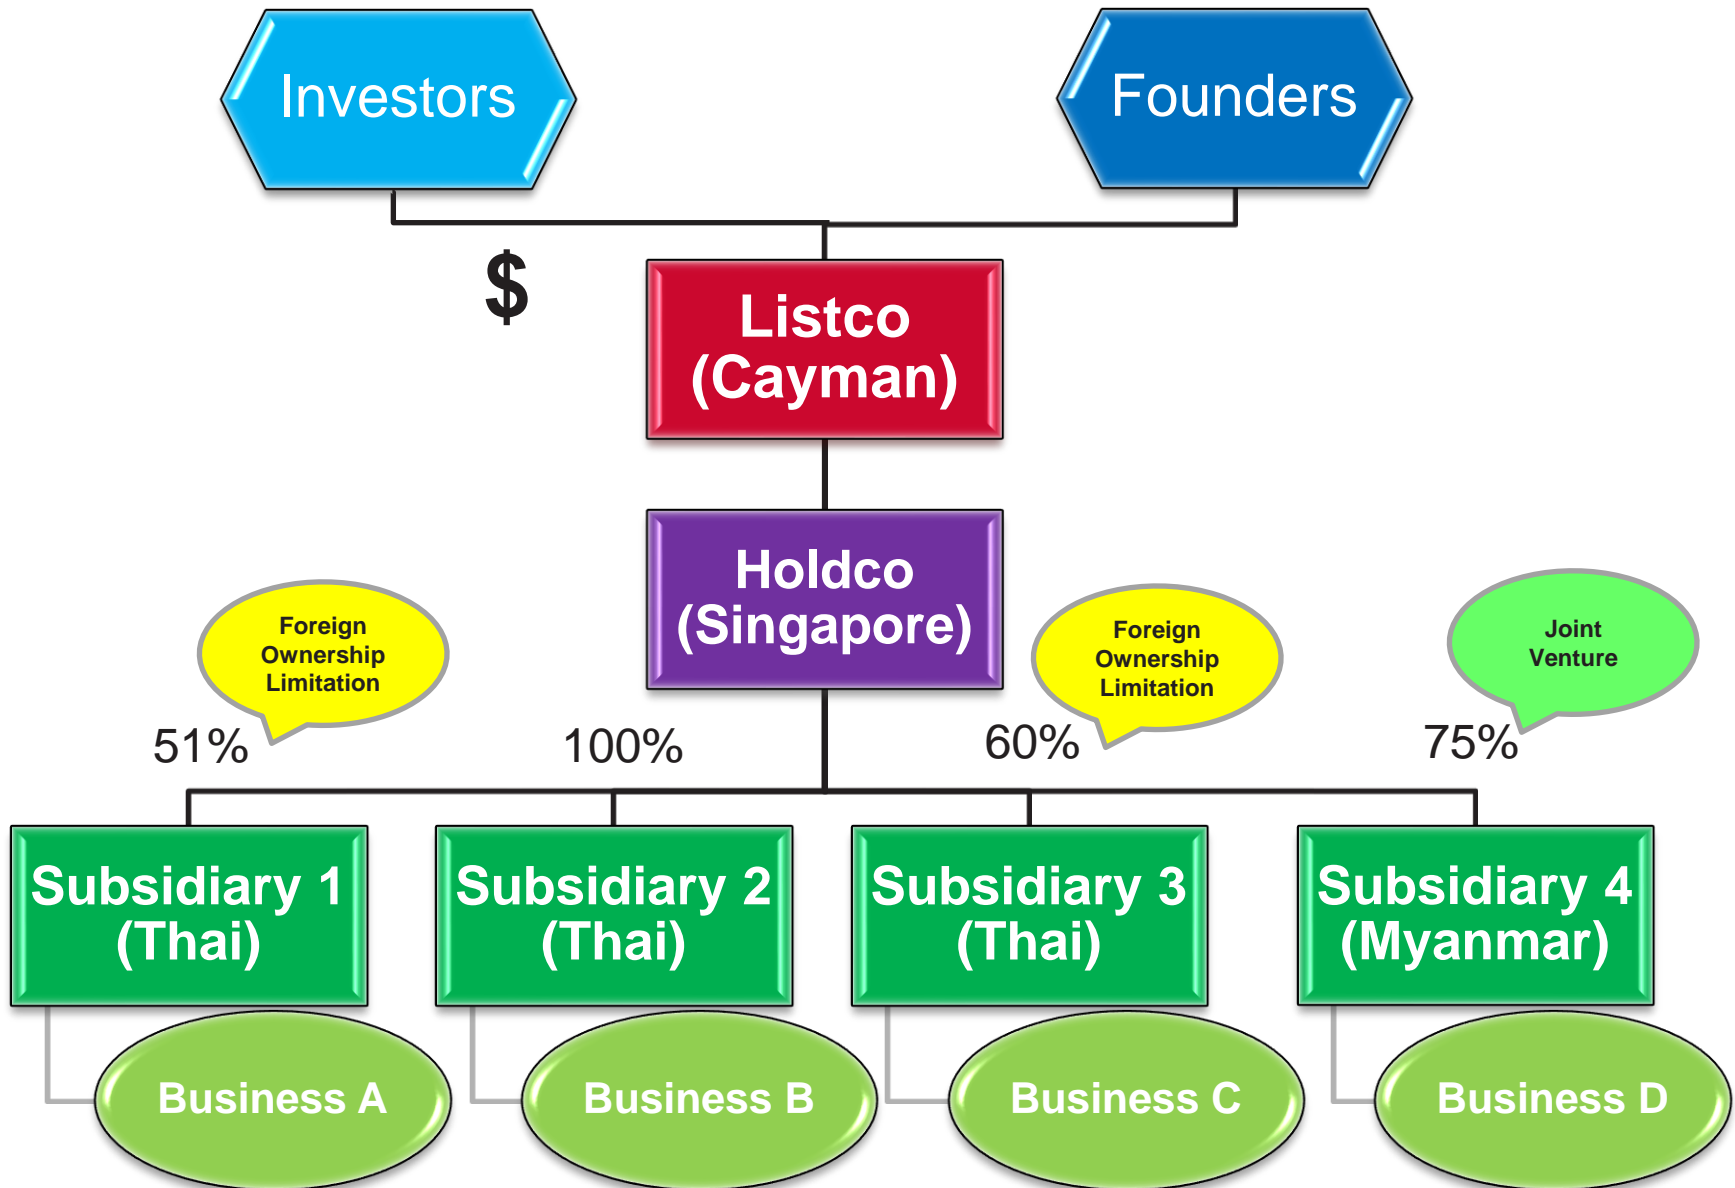 Investors
Founders
$
Listco
(Cayman)
Holdco
(Singapore)
Foreign
Ownership
Limitation
Foreign
Ownership
Limitation
Joint
Venture
51%
100%
60%
75%
Subsidiary 1
(Thai)
Subsidiary 2
(Thai)
Subsidiary 3
(Thai)
Subsidiary 4
(Myanmar)
Business A
Business B
Business C
Business D